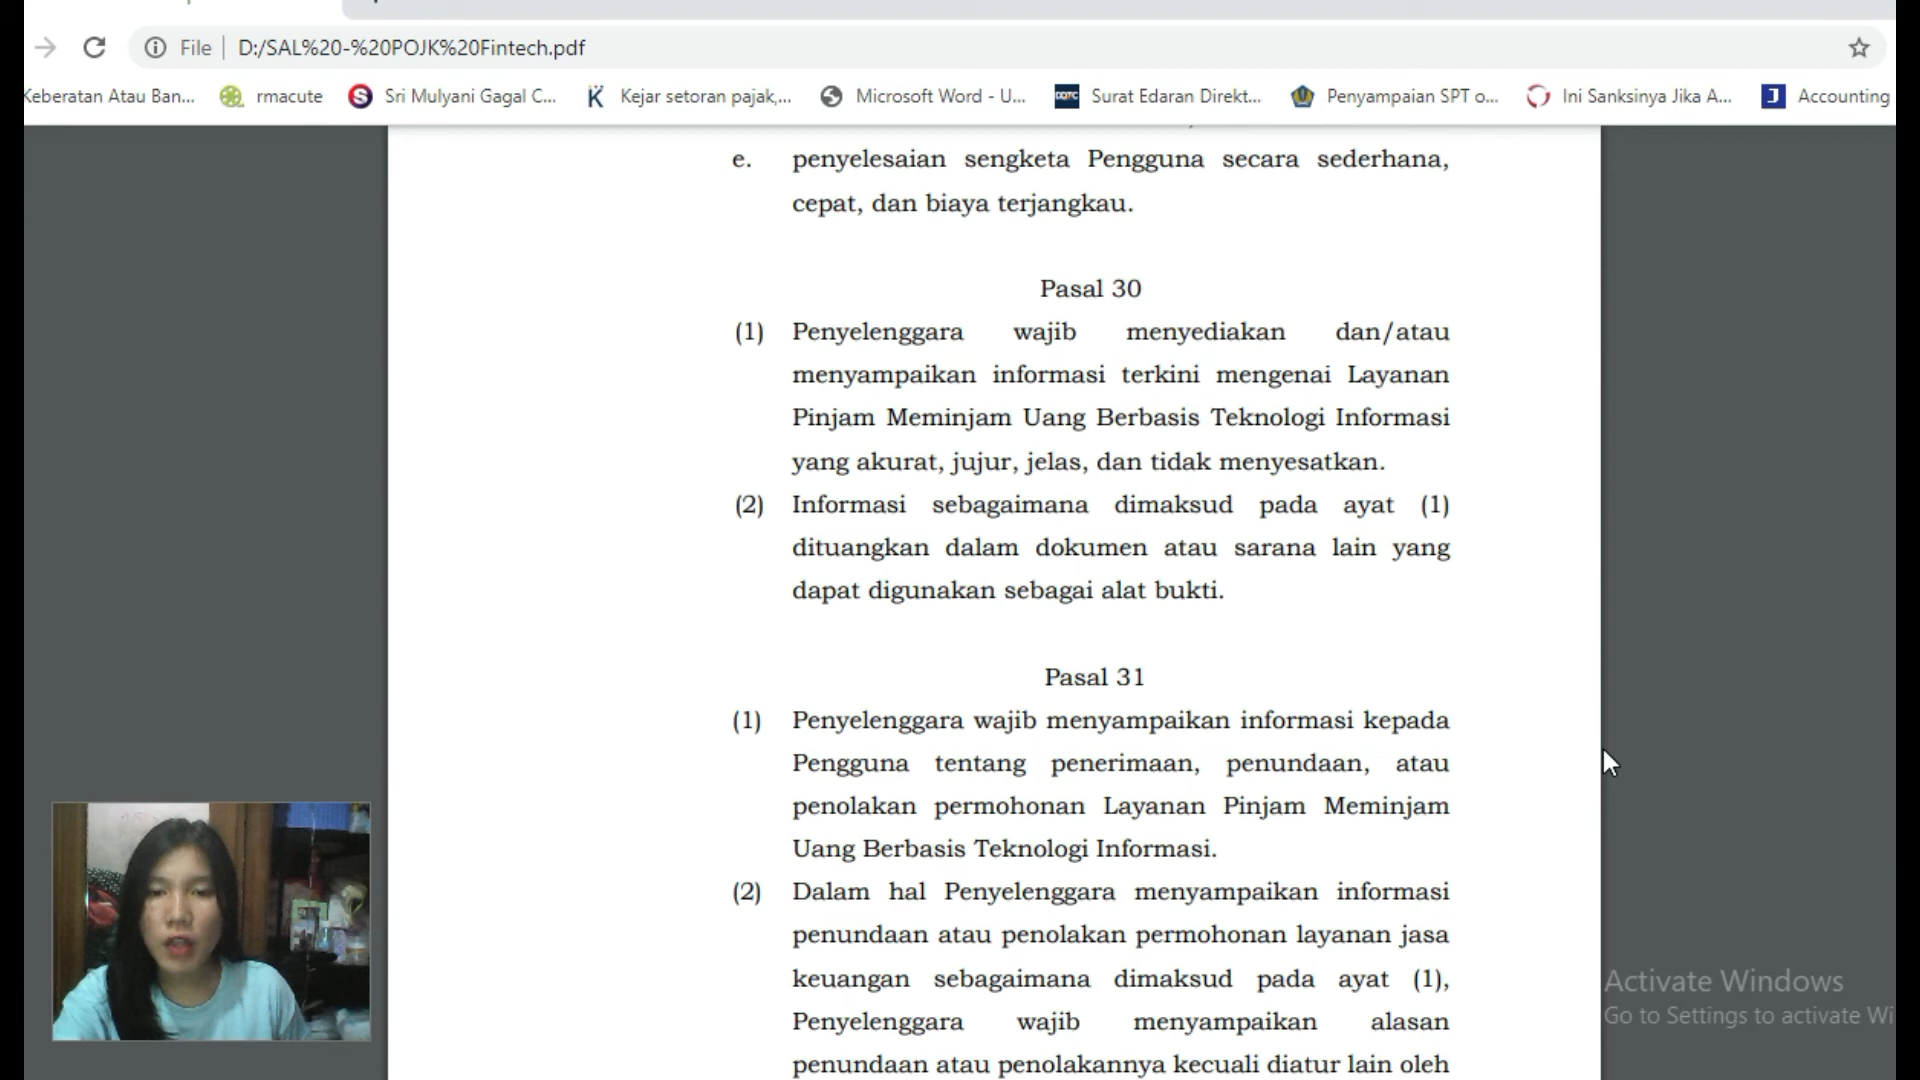 File D:/SAL%20-%20POJK%20Fintech.pdf
Keberatan Atau Ban... rmacute Sri Mulyani Gagal C... Kejar setoran pajak,... Microsoft Word - U... DDTC Surat Edaran Direkt... Penyampaian SPT o... Ini Sanksinya Jika A... Accounting
e. penyelesaian sengketa Pengguna secara sederhana,
cepat, dan biaya terjangkau.
Pasal 30
(1) Penyelenggara wajib menyediakan dan/atau
menyampaikan informasi terkini mengenai Layanan
Pinjam Meminjam Uang Berbasis Teknologi Informasi
yang akurat, jujur, jelas, dan tidak menyesatkan.
(2) Informasi sebagaimana dimaksud pada ayat (1)
dituangkan dalam dokumen atau sarana lain yang
dapat digunakan sebagai alat bukti.
Pasal 31
(1) Penyelenggara wajib menyampaikan informasi kepada
Pengguna tentang penerimaan, penundaan, atau
penolakan permohonan Layanan Pinjam Meminjam
Uang Berbasis Teknologi Informasi.
(2) Dalam hal Penyelenggara menyampaikan informasi
penundaan atau penolakan permohonan layanan jasa
keuangan sebagaimana dimaksud pada ayat (1),
Penyelenggara wajib menyampaikan alasan
penundaan atau penolakannya kecuali diatur lain oleh
Activate Windows
Go to Settings to activate Wi